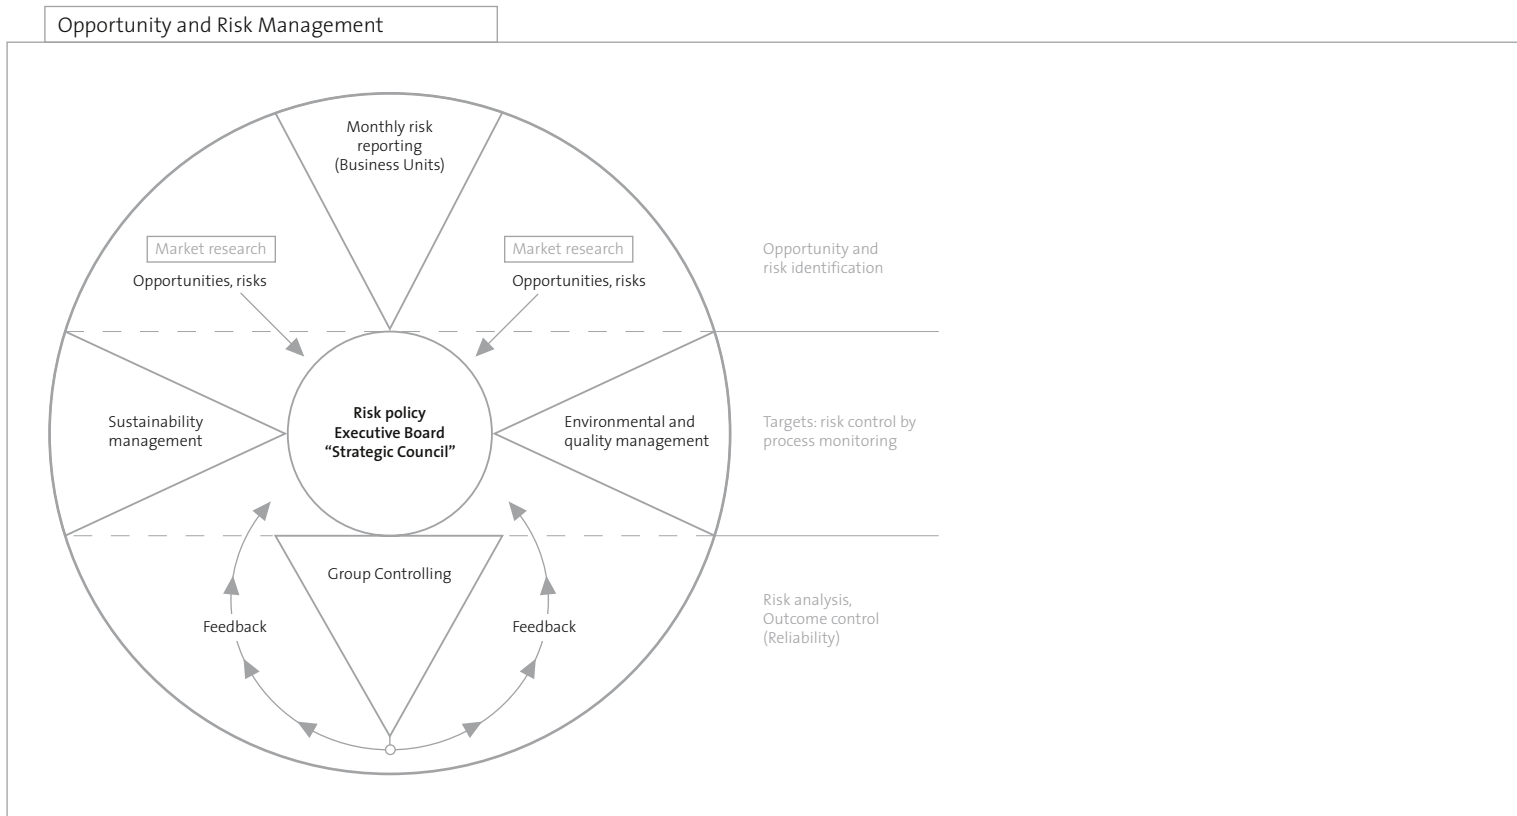 Opportunity and Risk Management
Monthly risk
reporting
(Business Units)
Market research
Opportunities, risks
Market research
Opportunities, risks
Opportunity and
risk identification
Sustainability
management
Risk policy
Executive Board
“Strategic Council”
Environmental and
quality management
Targets: risk control by
process monitoring
Group Controlling
Feedback
Feedback
Risk analysis,
Outcome control
(Reliability)